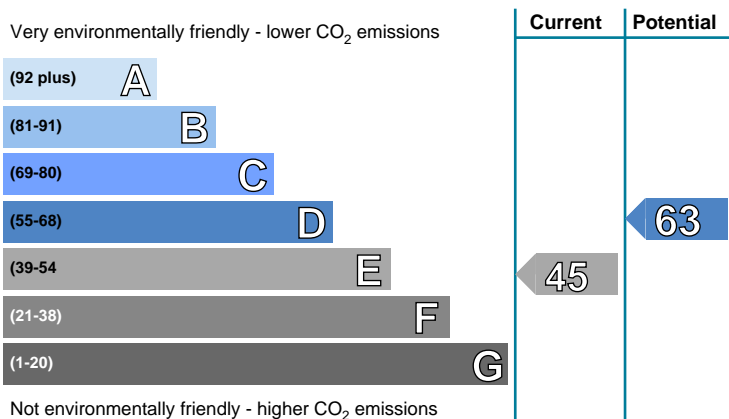 Current Potential
Very environmentally friendly - lower CO2 emissions
(92 plus) A
(81-91) B
(69-80) C
(55-68) D
63
(39-54 E
45
(21-38) F
(1-20) G
Not environmentally friendly - higher CO2 emissions